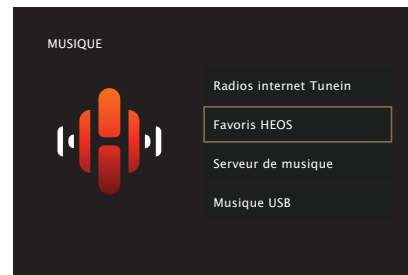 MUSIQUE
Radios internet Tunein
Favoris HEOS
Serveur de musique
Musique USB